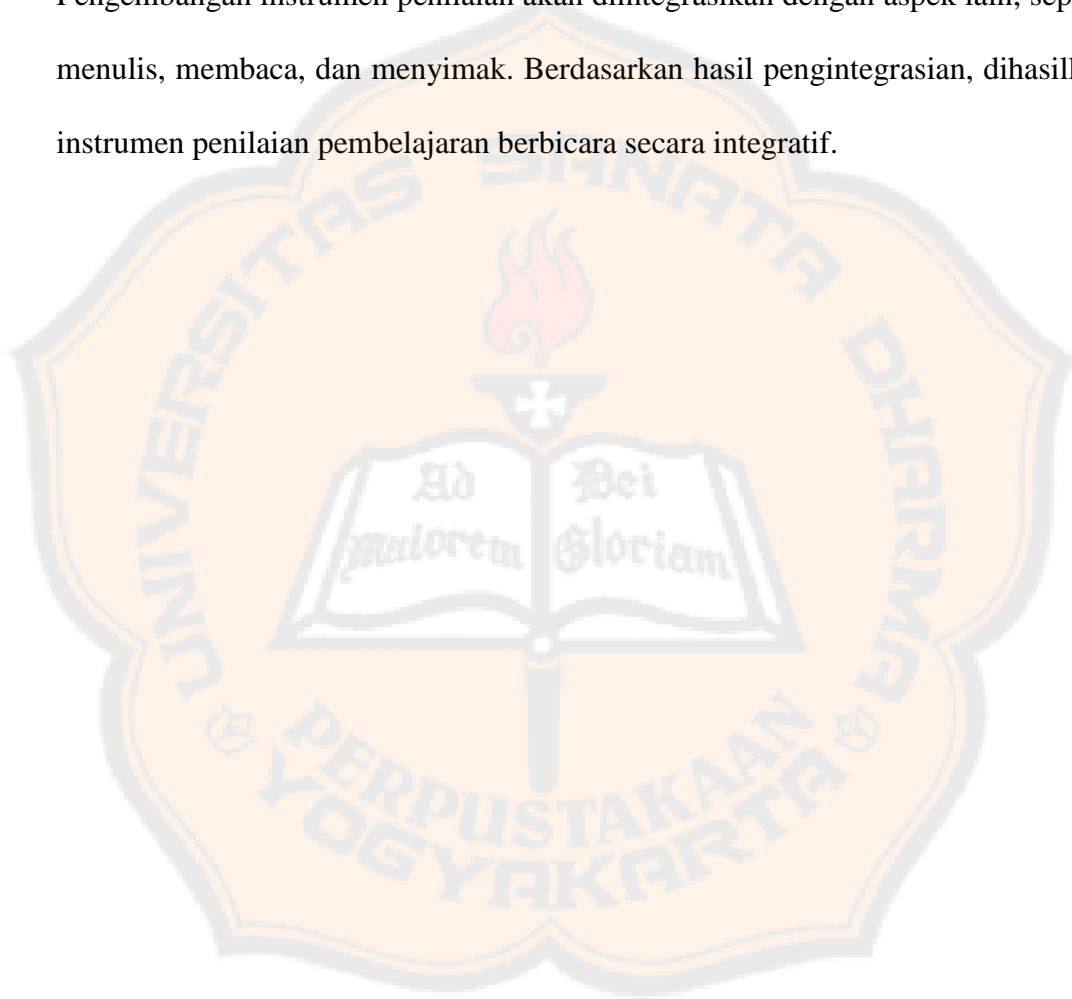 Pengembangan instrumen penilaian akan diintegrasikan dengan aspek lain,
menulis, membaca, dan menyimak. Berdasarkan hasil pengintegrasian,
instrumen penilaian pembelajaran berbicara secara integratif.
UNIVERSITAS SANATA DHARMA
Ad Dei
Maiorem Gloriam
PERPUSTAKAAN
YOGYAKARTA